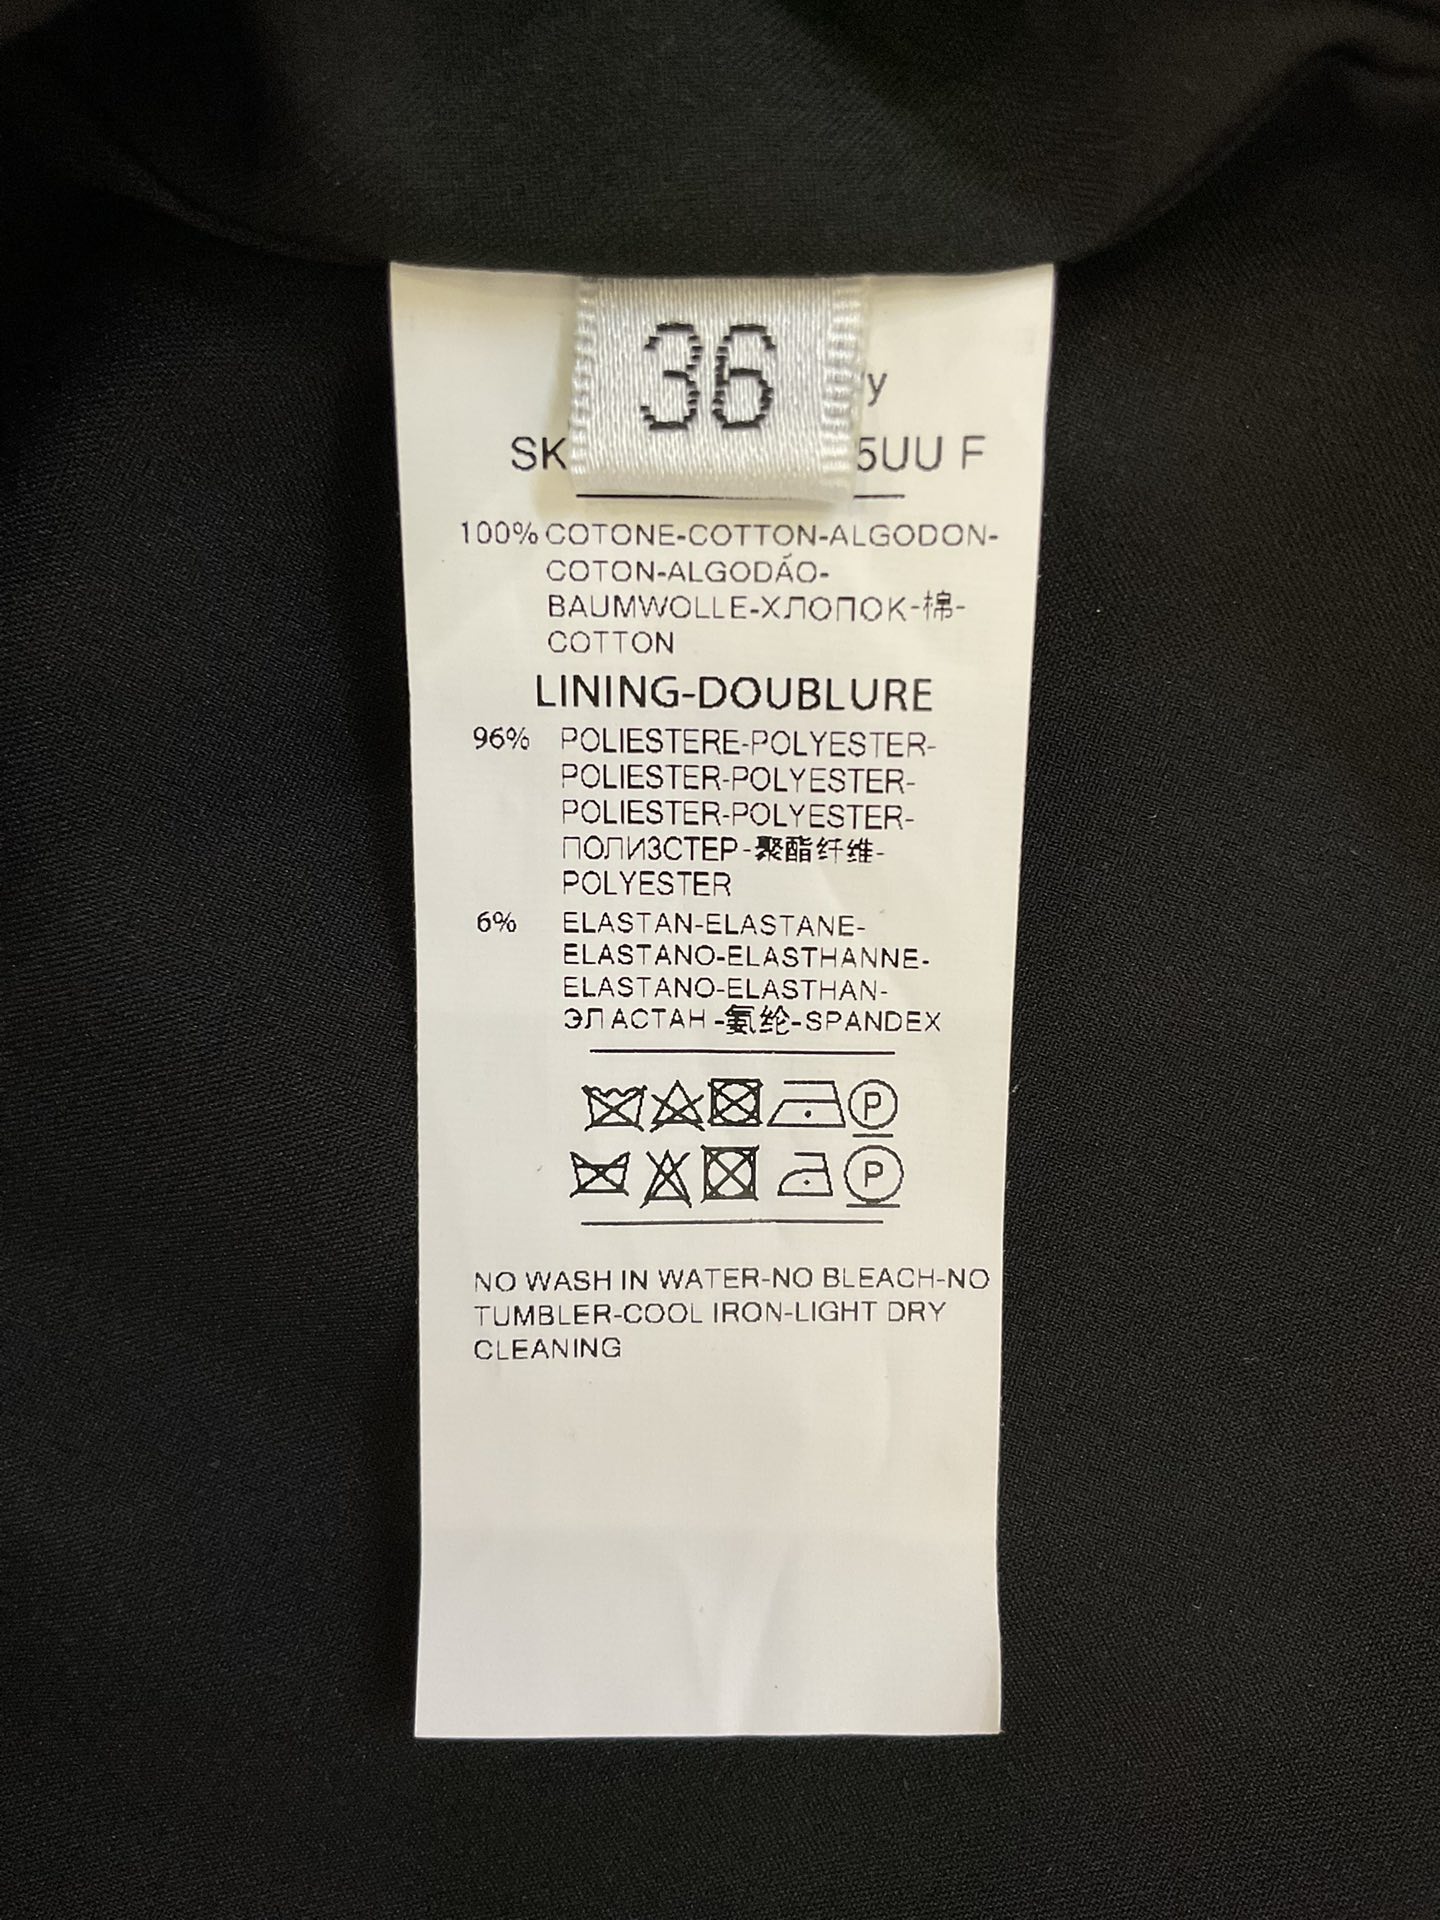 36
y
SK 5UU F
100% COTONE-COTTON-ALGODON-
COTON-ALGODÃO-
BAUMWOLLE-ХЛОПОК-棉-
COTTON
LINING-DOUBLURE
96% POLIESTERE-POLYESTER-
POLIESTER-POLYESTER-
POLIESTER-POLYESTER-
ПОЛИЗСТЕР-聚酯纤维-
POLYESTER
6% ELASTAN-ELASTANE-
ELASTANO-ELASTHANNE-
ELASTANO-ELASTHAN-
ЭЛАСТАН-氨纶-SPANDEX
P
P
NO WASH IN WATER-NO BLEACH-NO
TUMBLER-COOL IRON-LIGHT DRY
CLEANING